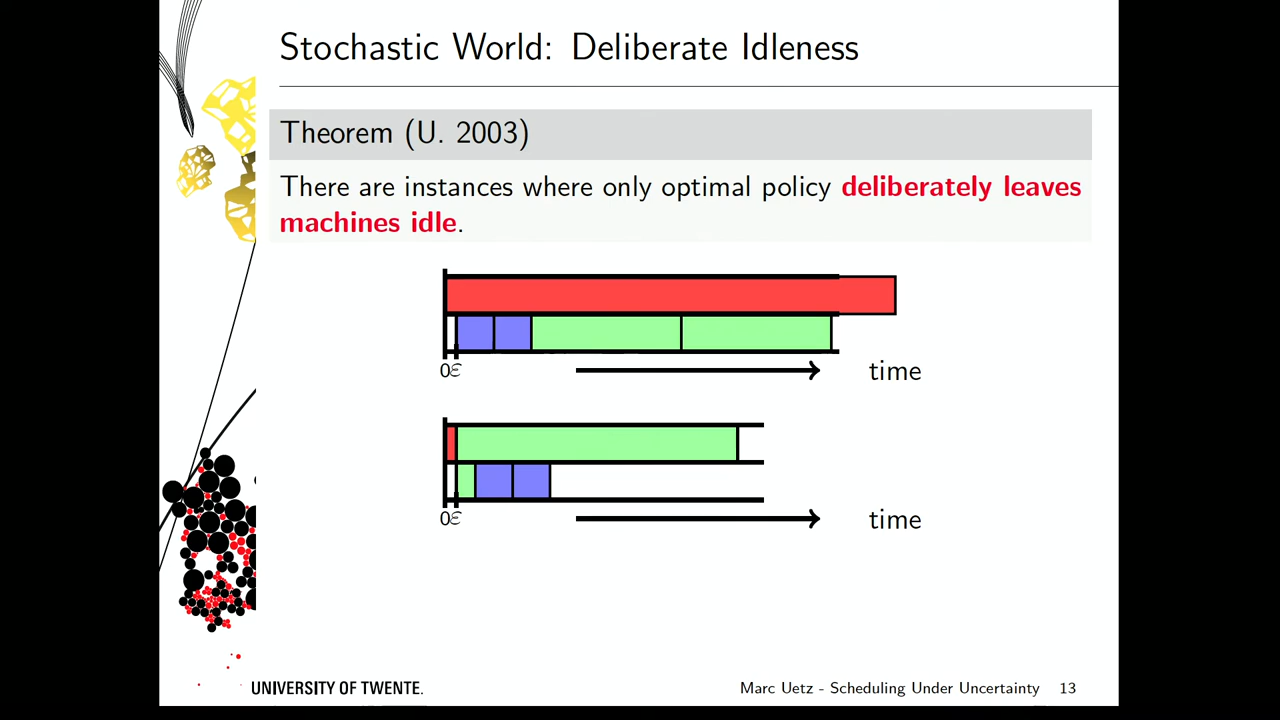 Stochastic World: Deliberate Idleness
Theorem (U. 2003)
There are instances where only optimal policy deliberately leaves
machines idle.
0ε
time
0ε
time
UNIVERSITY OF TWENTE.
Marc Uetz - Scheduling Under Uncertainty 13